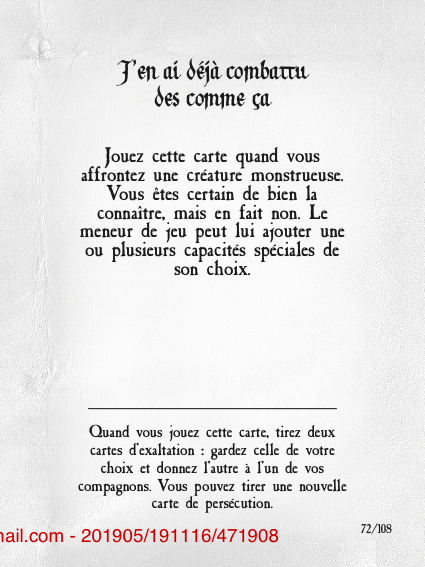 J'en ai déjà combattu
des comme ça
Jouez cette carte quand vous
affrontez une créature monstrueuse.
Vous êtes certain de bien la
connaître, mais en fait non. Le
meneur de jeu peut lui ajouter une
ou plusieurs capacités spéciales de
son choix.
Quand vous jouez cette carte, tirez deux
cartes d'exaltation : gardez celle de votre
choix et donnez l'autre à l'un de vos
compagnons. Vous pouvez tirer une nouvelle
carte de persécution.
72/108
nail.com - 201905/191116/471908